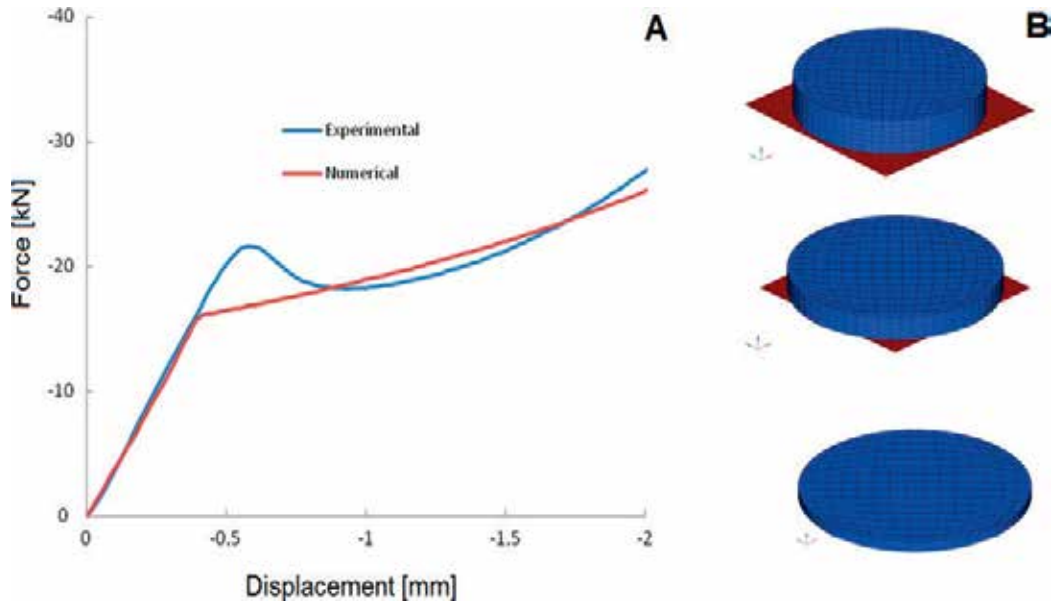 A
B
-40
-30
-20
-10
0
Force [kN]
Experimental
Numerical
0
-0.5
-1
-1.5
-2
Displacement [mm]